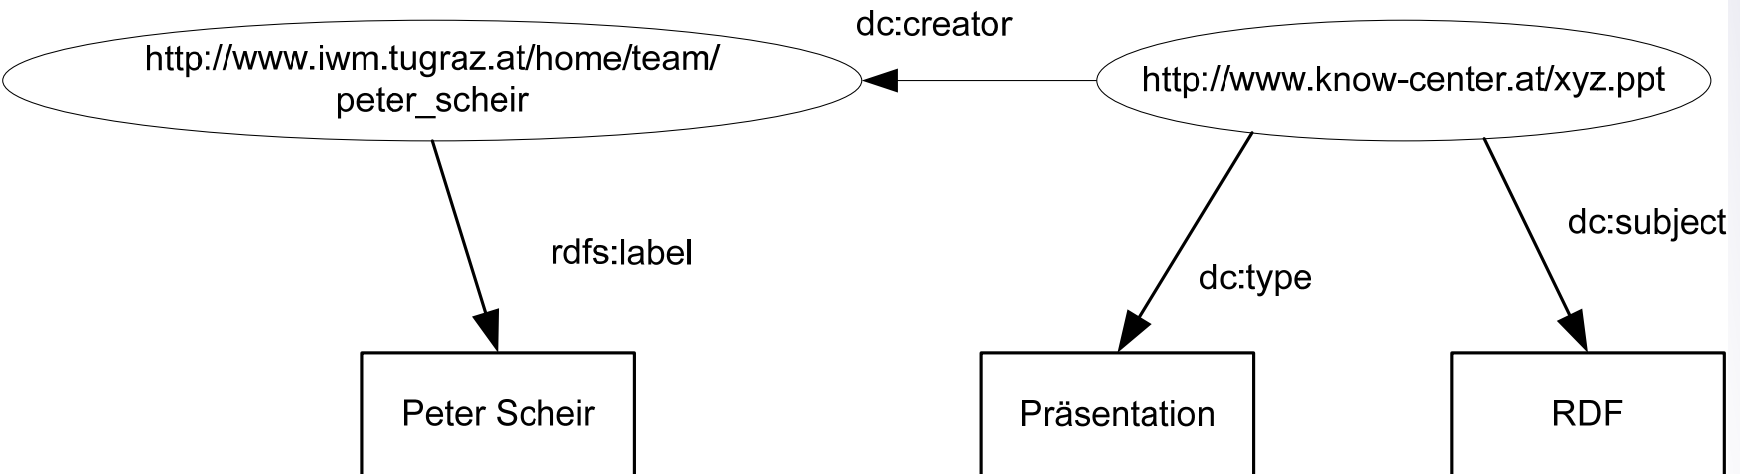 dc:creator
http://www.iwm.tugraz.at/home/team/
peter_scheir
http://www.know-center.at/xyz.ppt
rdfs:label
dc:type
dc:subject
Peter Scheir
Präsentation
RDF